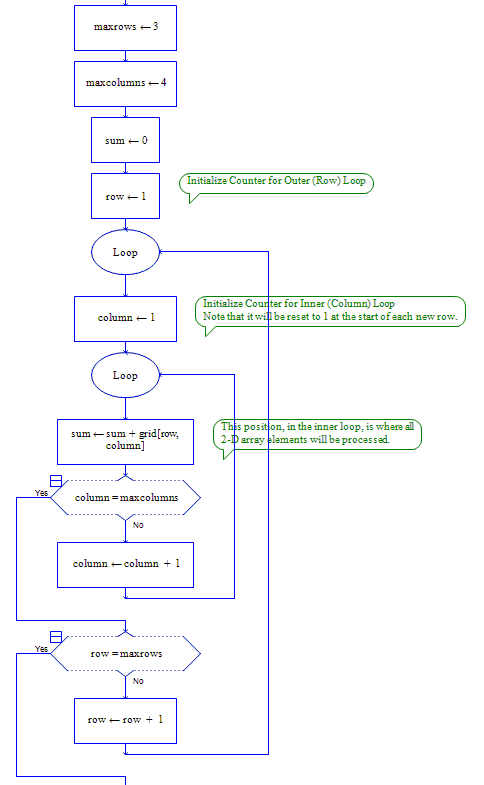 maxrows ← 3
maxcolumns ← 4
sum ← 0
Initialize Counter for Outer (Row) Loop
row ← 1
Loop
Initialize Counter for Inner (Column) Loop
Note that it will be reset to 1 at the start of each new row.
column ← 1
Loop
This position, in the inner loop, is where all
2-D array elements will be processed.
sum ← sum + grid[row,
column]
Yes
column = maxcolumns
No
column ← column + 1
Yes
row = maxrows
No
row ← row + 1